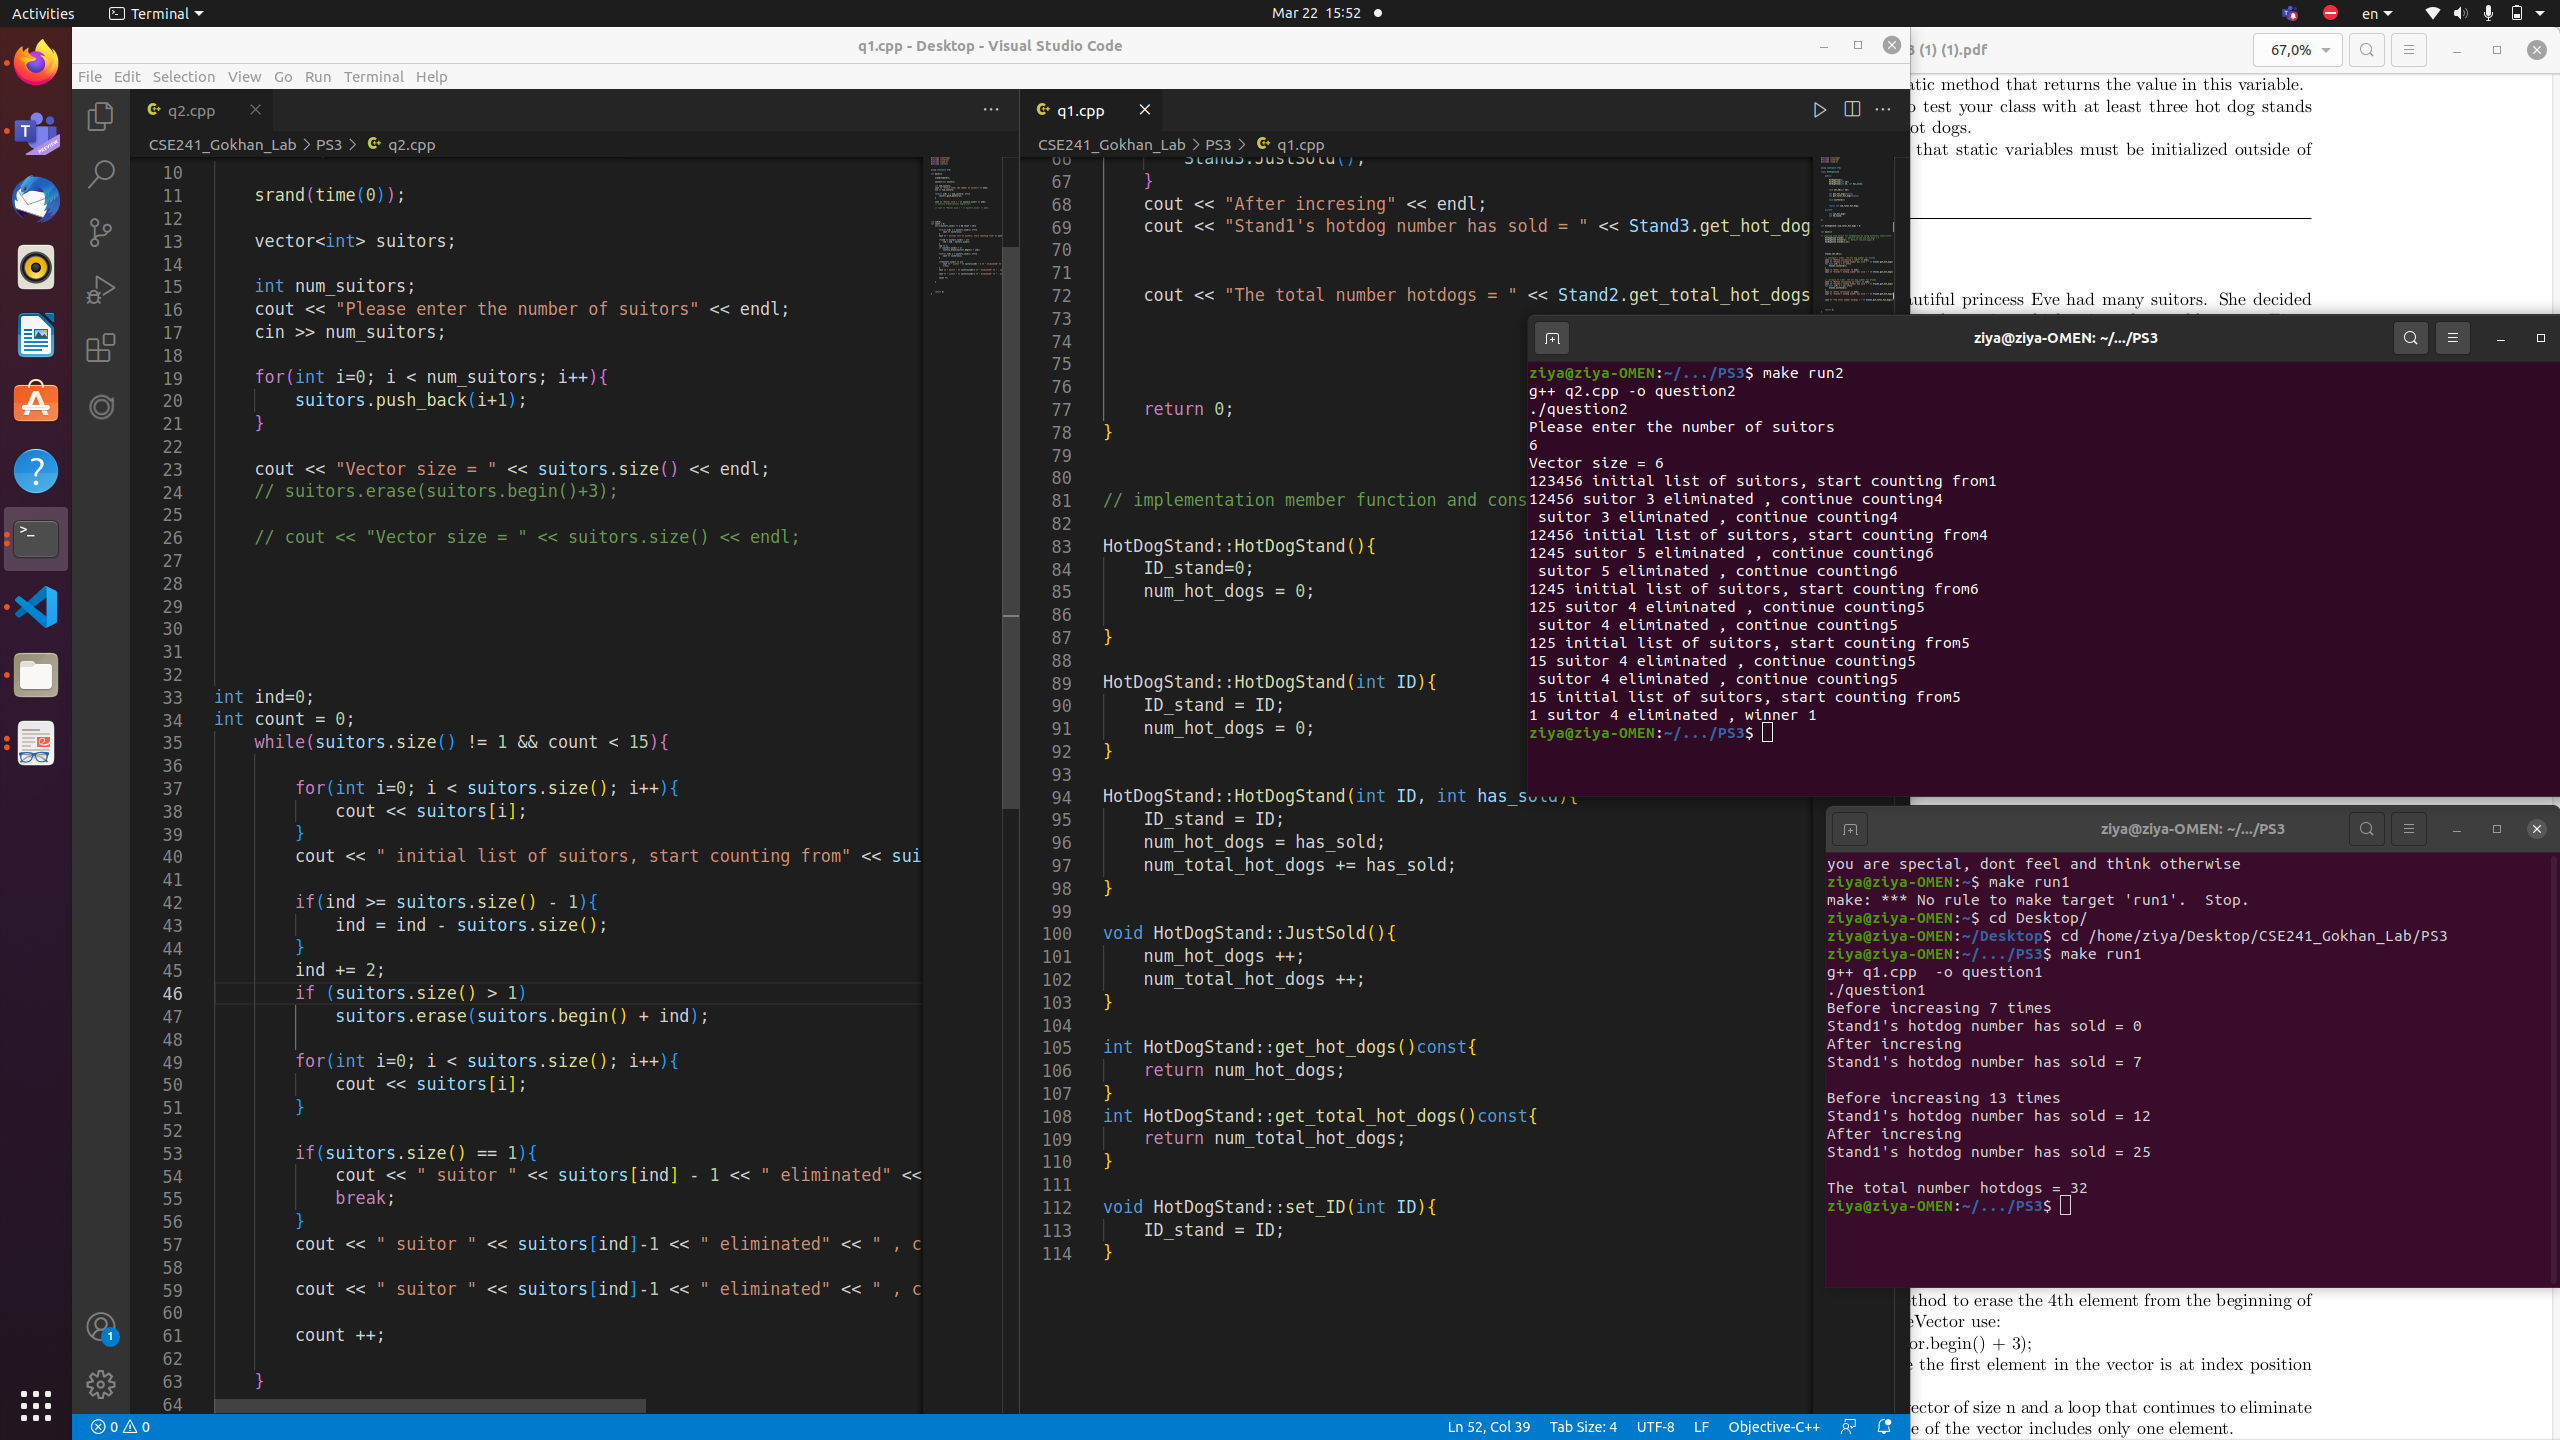 Activities
Terminal
Mar 22 15:52
en
q1.cpp - Desktop - Visual Studio Code
File Edit Selection View Go Run Terminal Help
q2.cpp
CSE241_Gokhan_Lab > PS3 > q2.cpp
10
11 srand(time(0));
12
13 vector<int> suitors;
14
15 int num_suitors;
16 cout << "Please enter the number of suitors" << endl;
17 cin >> num_suitors;
18
19 for(int i=0; i < num_suitors; i++){
20 suitors.push_back(i+1);
21 }
22
23 cout << "Vector size = " << suitors.size() << endl;
24 // suitors.erase(suitors.begin()+3);
25
26 // cout << "Vector size = " << suitors.size() << endl;
27
28
29
30
31
32
33 int ind=0;
34 int count = 0;
35 while(suitors.size() != 1 && count < 15){
36
37 for(int i=0; i < suitors.size(); i++){
38 cout << suitors[i];
39 }
40 cout << " initial list of suitors, start counting from" << sui
41
42 if(ind >= suitors.size() - 1){
43 ind = ind - suitors.size();
44 }
45 ind += 2;
46 if (suitors.size() > 1)
47 suitors.erase(suitors.begin() + ind);
48
49 for(int i=0; i < suitors.size(); i++){
50 cout << suitors[i];
51 }
52
53 if(suitors.size() == 1){
54 cout << " suitor " << suitors[ind] - 1 << " eliminated" <<
55 break;
56 }
57 cout << " suitor " << suitors[ind]-1 << " eliminated" << " , c
58
59 cout << " suitor " << suitors[ind]-1 << " eliminated" << " , c
60
61 count ++;
62
63 }
64
q1.cpp
CSE241_Gokhan_Lab > PS3 > q1.cpp
66 Stand3.JustSold();
67 }
68 cout << "After incresing" << endl;
69 cout << "Stand1's hotdog number has sold = " << Stand3.get_hot_dog
70
71
72 cout << "The total number hotdogs = " << Stand2.get_total_hot_dogs
73
74
75
76
77 return 0;
78 }
79
80
81 // implementation member function and cons
82
83 HotDogStand::HotDogStand(){
84 ID_stand=0;
85 num_hot_dogs = 0;
86
87 }
88
89 HotDogStand::HotDogStand(int ID){
90 ID_stand = ID;
91 num_hot_dogs = 0;
92 }
93
94 HotDogStand::HotDogStand(int ID, int has_sold){
95 ID_stand = ID;
96 num_hot_dogs = has_sold;
97 num_total_hot_dogs += has_sold;
98 }
99
100 void HotDogStand::JustSold(){
101 num_hot_dogs ++;
102 num_total_hot_dogs ++;
103 }
104
105 int HotDogStand::get_hot_dogs()const{
106 return num_hot_dogs;
107 }
108 int HotDogStand::get_total_hot_dogs()const{
109 return num_total_hot_dogs;
110 }
111
112 void HotDogStand::set_ID(int ID){
113 ID_stand = ID;
114 }
1
0 0
Ln 52, Col 39 Tab Size: 4 UTF-8 LF Objective-C++
(1) (1).pdf
67,0%
method that returns the value in this variable.
test your class with at least three hot dog stands
dogs.
that static variables must be initialized outside of
princess Eve had many suitors. She decided
ziya@ziya-OMEN: ~/.../PS3
ziya@ziya-OMEN:~/.../PS3$ make run2
g++ q2.cpp -o question2
./question2
Please enter the number of suitors
6
Vector size = 6
123456 initial list of suitors, start counting from1
12456 suitor 3 eliminated , continue counting4
suitor 3 eliminated , continue counting4
12456 initial list of suitors, start counting from4
1245 suitor 5 eliminated , continue counting6
suitor 5 eliminated , continue counting6
1245 initial list of suitors, start counting from6
125 suitor 4 eliminated , continue counting5
suitor 4 eliminated , continue counting5
125 initial list of suitors, start counting from5
15 suitor 4 eliminated , continue counting5
suitor 4 eliminated , continue counting5
15 initial list of suitors, start counting from5
1 suitor 4 eliminated , winner 1
ziya@ziya-OMEN:~/.../PS3$
ziya@ziya-OMEN: ~/.../PS3
you are special, dont feel and think otherwise
ziya@ziya-OMEN:~$ make run1
make: *** No rule to make target 'run1'.  Stop.
ziya@ziya-OMEN:~$ cd Desktop/
ziya@ziya-OMEN:~/Desktop$ cd /home/ziya/Desktop/CSE241_Gokhan_Lab/PS3
ziya@ziya-OMEN:~/.../PS3$ make run1
g++ q1.cpp  -o question1
./question1
Before increasing 7 times
Stand1's hotdog number has sold = 0
After incresing
Stand1's hotdog number has sold = 7
Before increasing 13 times
Stand1's hotdog number has sold = 12
After incresing
Stand1's hotdog number has sold = 25
The total number hotdogs = 32
ziya@ziya-OMEN:~/.../PS3$
to erase the 4th element from the beginning of
use:
.begin() + 3);
the first element in the vector is at index position
of size n and a loop that continues to eliminate
of the vector includes only one element.